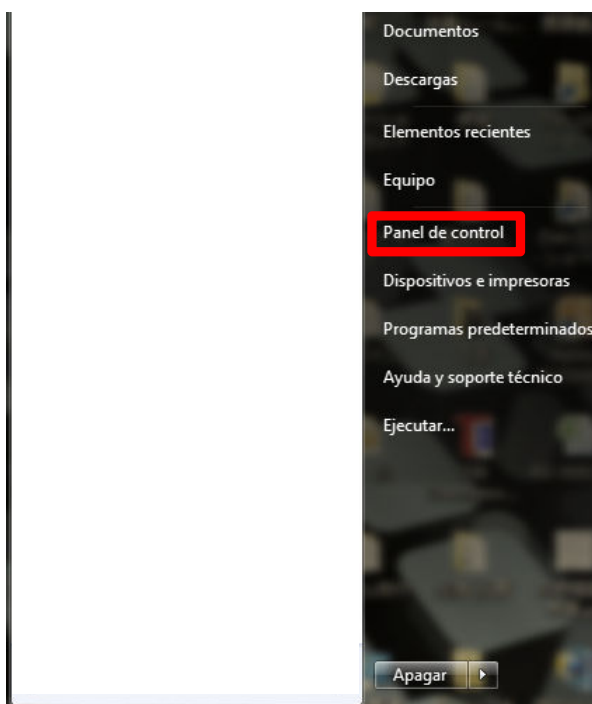 Documentos
Descargas
Elementos recientes
Equipo
Panel de control
Dispositivos e impresoras
Programas predeterminados
Ayuda y soporte técnico
Ejecutar...
Apagar